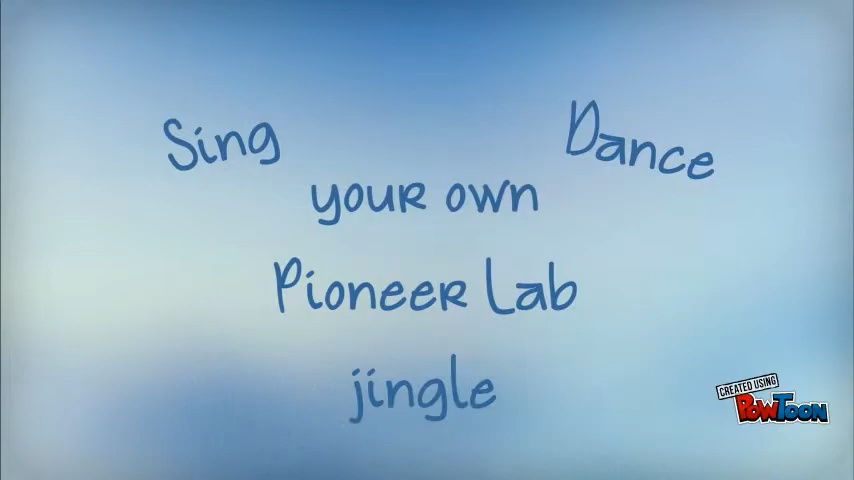 Sing
Dance
your own
Pioneer Lab
jingle
CREATED USING
POWTOON